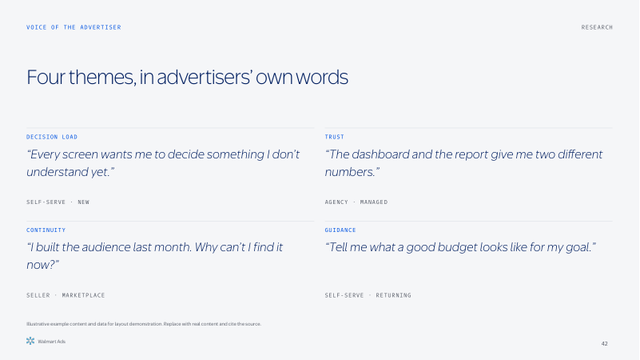 VOICE OF THE ADVERTISER
RESEARCH
Four themes, in advertisers’ own words
DECISION LOAD
“Every screen wants me to decide something I don’t
understand yet.”
SELF-SERVE · NEW
TRUST
“The dashboard and the report give me two different
numbers.”
AGENCY · MANAGED
CONTINUITY
“I built the audience last month. Why can’t I find it
now?”
SELLER · MARKETPLACE
GUIDANCE
“Tell me what a good budget looks like for my goal.”
SELF-SERVE · RETURNING
Illustrative example content and data for layout demonstration. Replace with real content and cite the source.
Walmart Ads
42